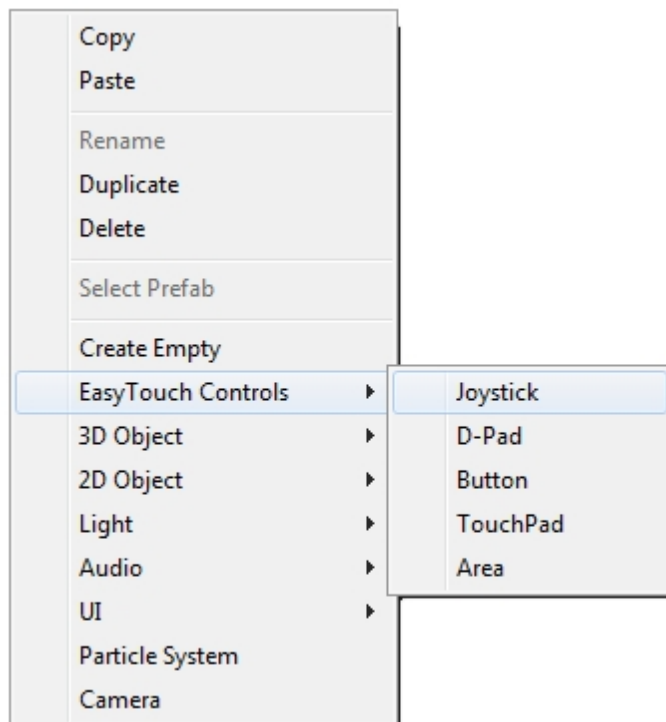 Copy
Paste
Rename
Duplicate
Delete
Select Prefab
Create Empty
EasyTouch Controls
3D Object
2D Object
Light
Audio
UI
Particle System
Camera
Joystick
D-Pad
Button
TouchPad
Area